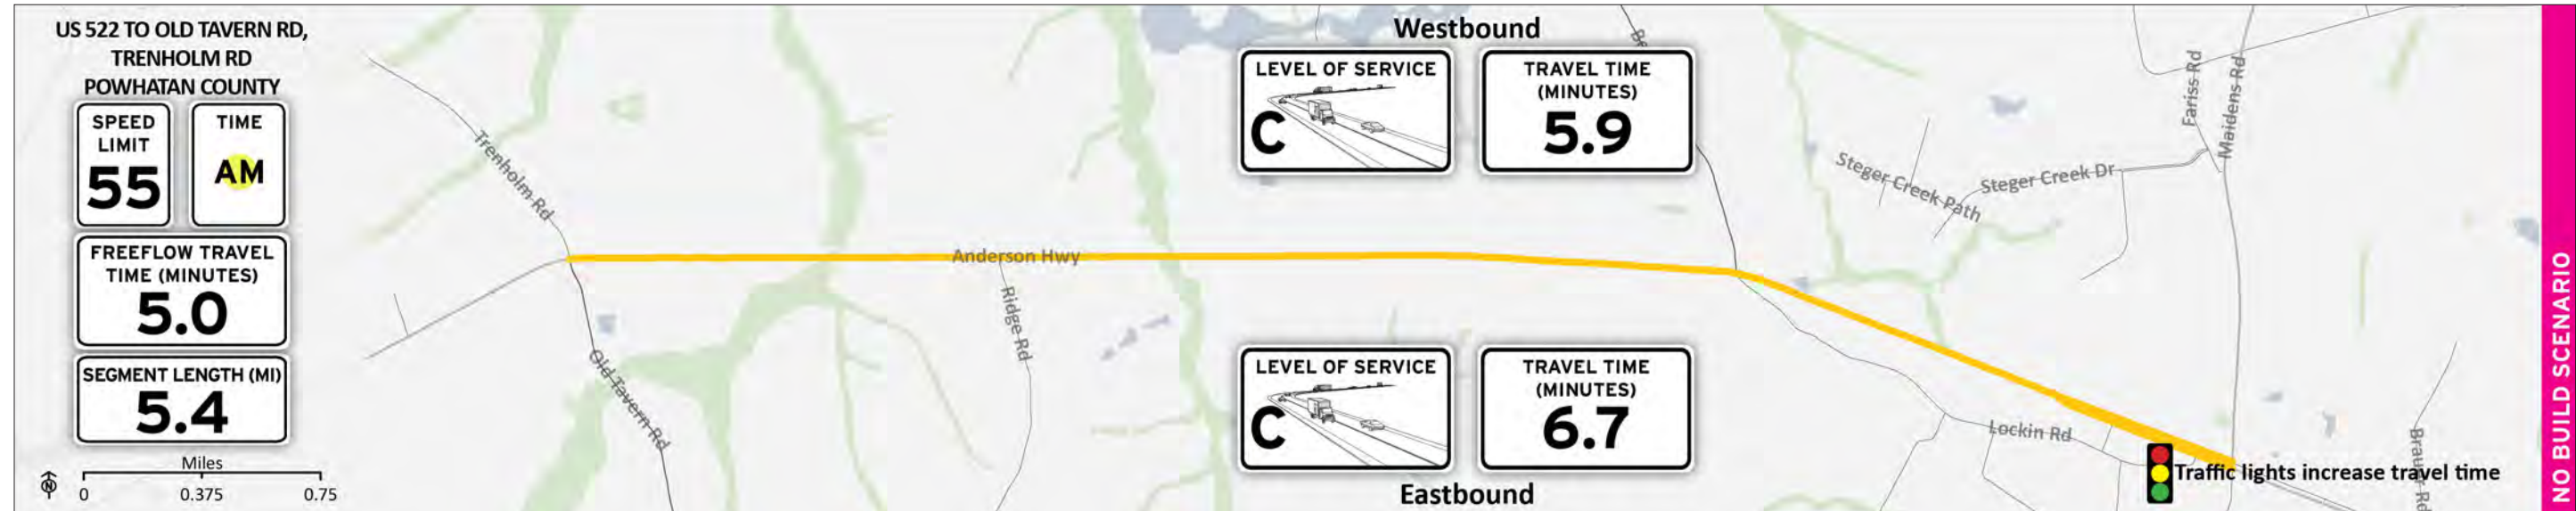 US 522 TO OLD TAVERN RD,
TRENHOLM RD
POWHATAN COUNTY
SPEED
LIMIT
55
TIME
AM
FREEFLOW TRAVEL
TIME (MINUTES)
5.0
SEGMENT LENGTH (MI)
5.4
Miles
0 0.375 0.75
N
Trenholm Rd
Old Tavern Rd
Anderson Hwy
Ridge Rd
Westbound
LEVEL OF SERVICE
C
TRAVEL TIME
(MINUTES)
5.9
LEVEL OF SERVICE
C
TRAVEL TIME
(MINUTES)
6.7
Eastbound
Steger Creek Path
Steger Creek Dr
Fariss Rd
Maidens Rd
Lockin Rd
Traffic lights increase travel time
NO BUILD SCENARIO